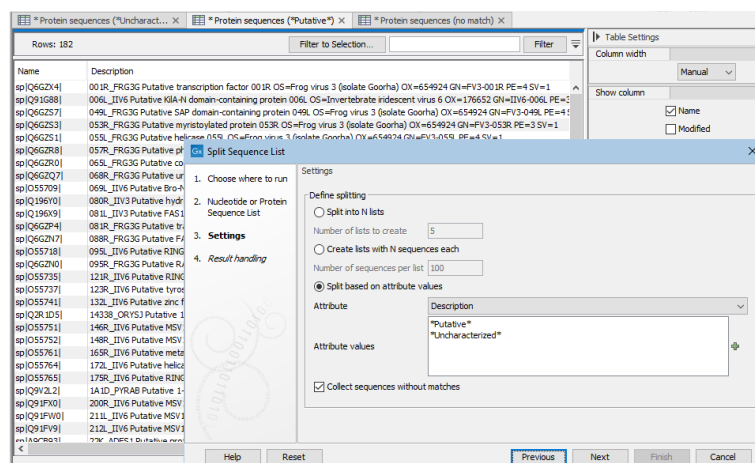 * Protein sequences (*Uncharact... ×
* Protein sequences (*Putative*) ×
* Protein sequences (no match) ×
Rows: 182
Filter to Selection...
Filter
Table Settings
Column width
Manual
Show column
Name
Modified
Name Description
sp|Q6GZX4| 001R_FRG3G Putative transcription factor 001R OS=Frog virus 3 (isolate Goorha) OX=654924 GN=FV3-001R PE=4 SV=1
sp|Q91G88| 006L_IIV6 Putative KilA-N domain-containing protein 006L OS=Invertebrate iridescent virus 6 OX=176652 GN=IIV6-006L PE=3
sp|Q6GZS7| 049L_FRG3G Putative SAP domain-containing protein 049L OS=Frog virus 3 (isolate Goorha) OX=654924 GN=FV3-049L PE=4
sp|Q6GZS3| 053R_FRG3G Putative myristoylated protein 053R OS=Frog virus 3 (isolate Goorha) OX=654924 GN=FV3-053R PE=3 SV=1
sp|Q6GZS1| 055L_FRG3G Putative helicase 055L OS=Frog virus 3 (isolate Goorha) OX=654924 GN=FV3-055L PE=4 SV=1
sp|Q6GZR8| 057R_FRG3G Putative ph
sp|Q6GZR0| 065L_FRG3G Putative co
sp|Q6GZQ7| 068R_FRG3G Putative ur
sp|O55709| 069L_IIV6 Putative Bro-N
sp|Q196Y0| 080R_IIV3 Putative hydr
sp|Q196X9| 081L_IIV3 Putative FAS1
sp|Q6GZP4| 081R_FRG3G Putative tr
sp|Q6GZN7| 088R_FRG3G Putative FA
sp|O55718| 095L_IIV6 Putative RING
sp|Q6GZN0| 095R_FRG3G Putative RA
sp|O55735| 121R_IIV6 Putative RING
sp|O55737| 123R_IIV6 Putative tyros
sp|O55741| 132L_IIV6 Putative zinc f
sp|Q2R1D5| 14338_ORYSJ Putative 1
sp|O55751| 146R_IIV6 Putative MSV
sp|O55752| 148R_IIV6 Putative MSV
sp|O55761| 165R_IIV6 Putative meta
sp|O55764| 172L_IIV6 Putative helica
sp|O55765| 175R_IIV6 Putative RING
sp|Q9V2L2| 1A1D_PYRAB Putative 1-
sp|Q91FX0| 200R_IIV6 Putative MSV
sp|Q91FW0| 211L_IIV6 Putative MSV1
sp|Q91FV9| 212L_IIV6 Putative MSV1
sp|A9CB93| 22K_ADES1 Putative pro
Gx Split Sequence List
1. Choose where to run
2. Nucleotide or Protein
Sequence List
3. Settings
4. Result handling
Settings
Define splitting
Split into N lists
Number of lists to create 5
Create lists with N sequences each
Number of sequences per list 100
Split based on attribute values
Attribute Description
Attribute values
*Putative*
*Uncharacterized*
Collect sequences without matches
Help Reset Previous Next Finish Cancel